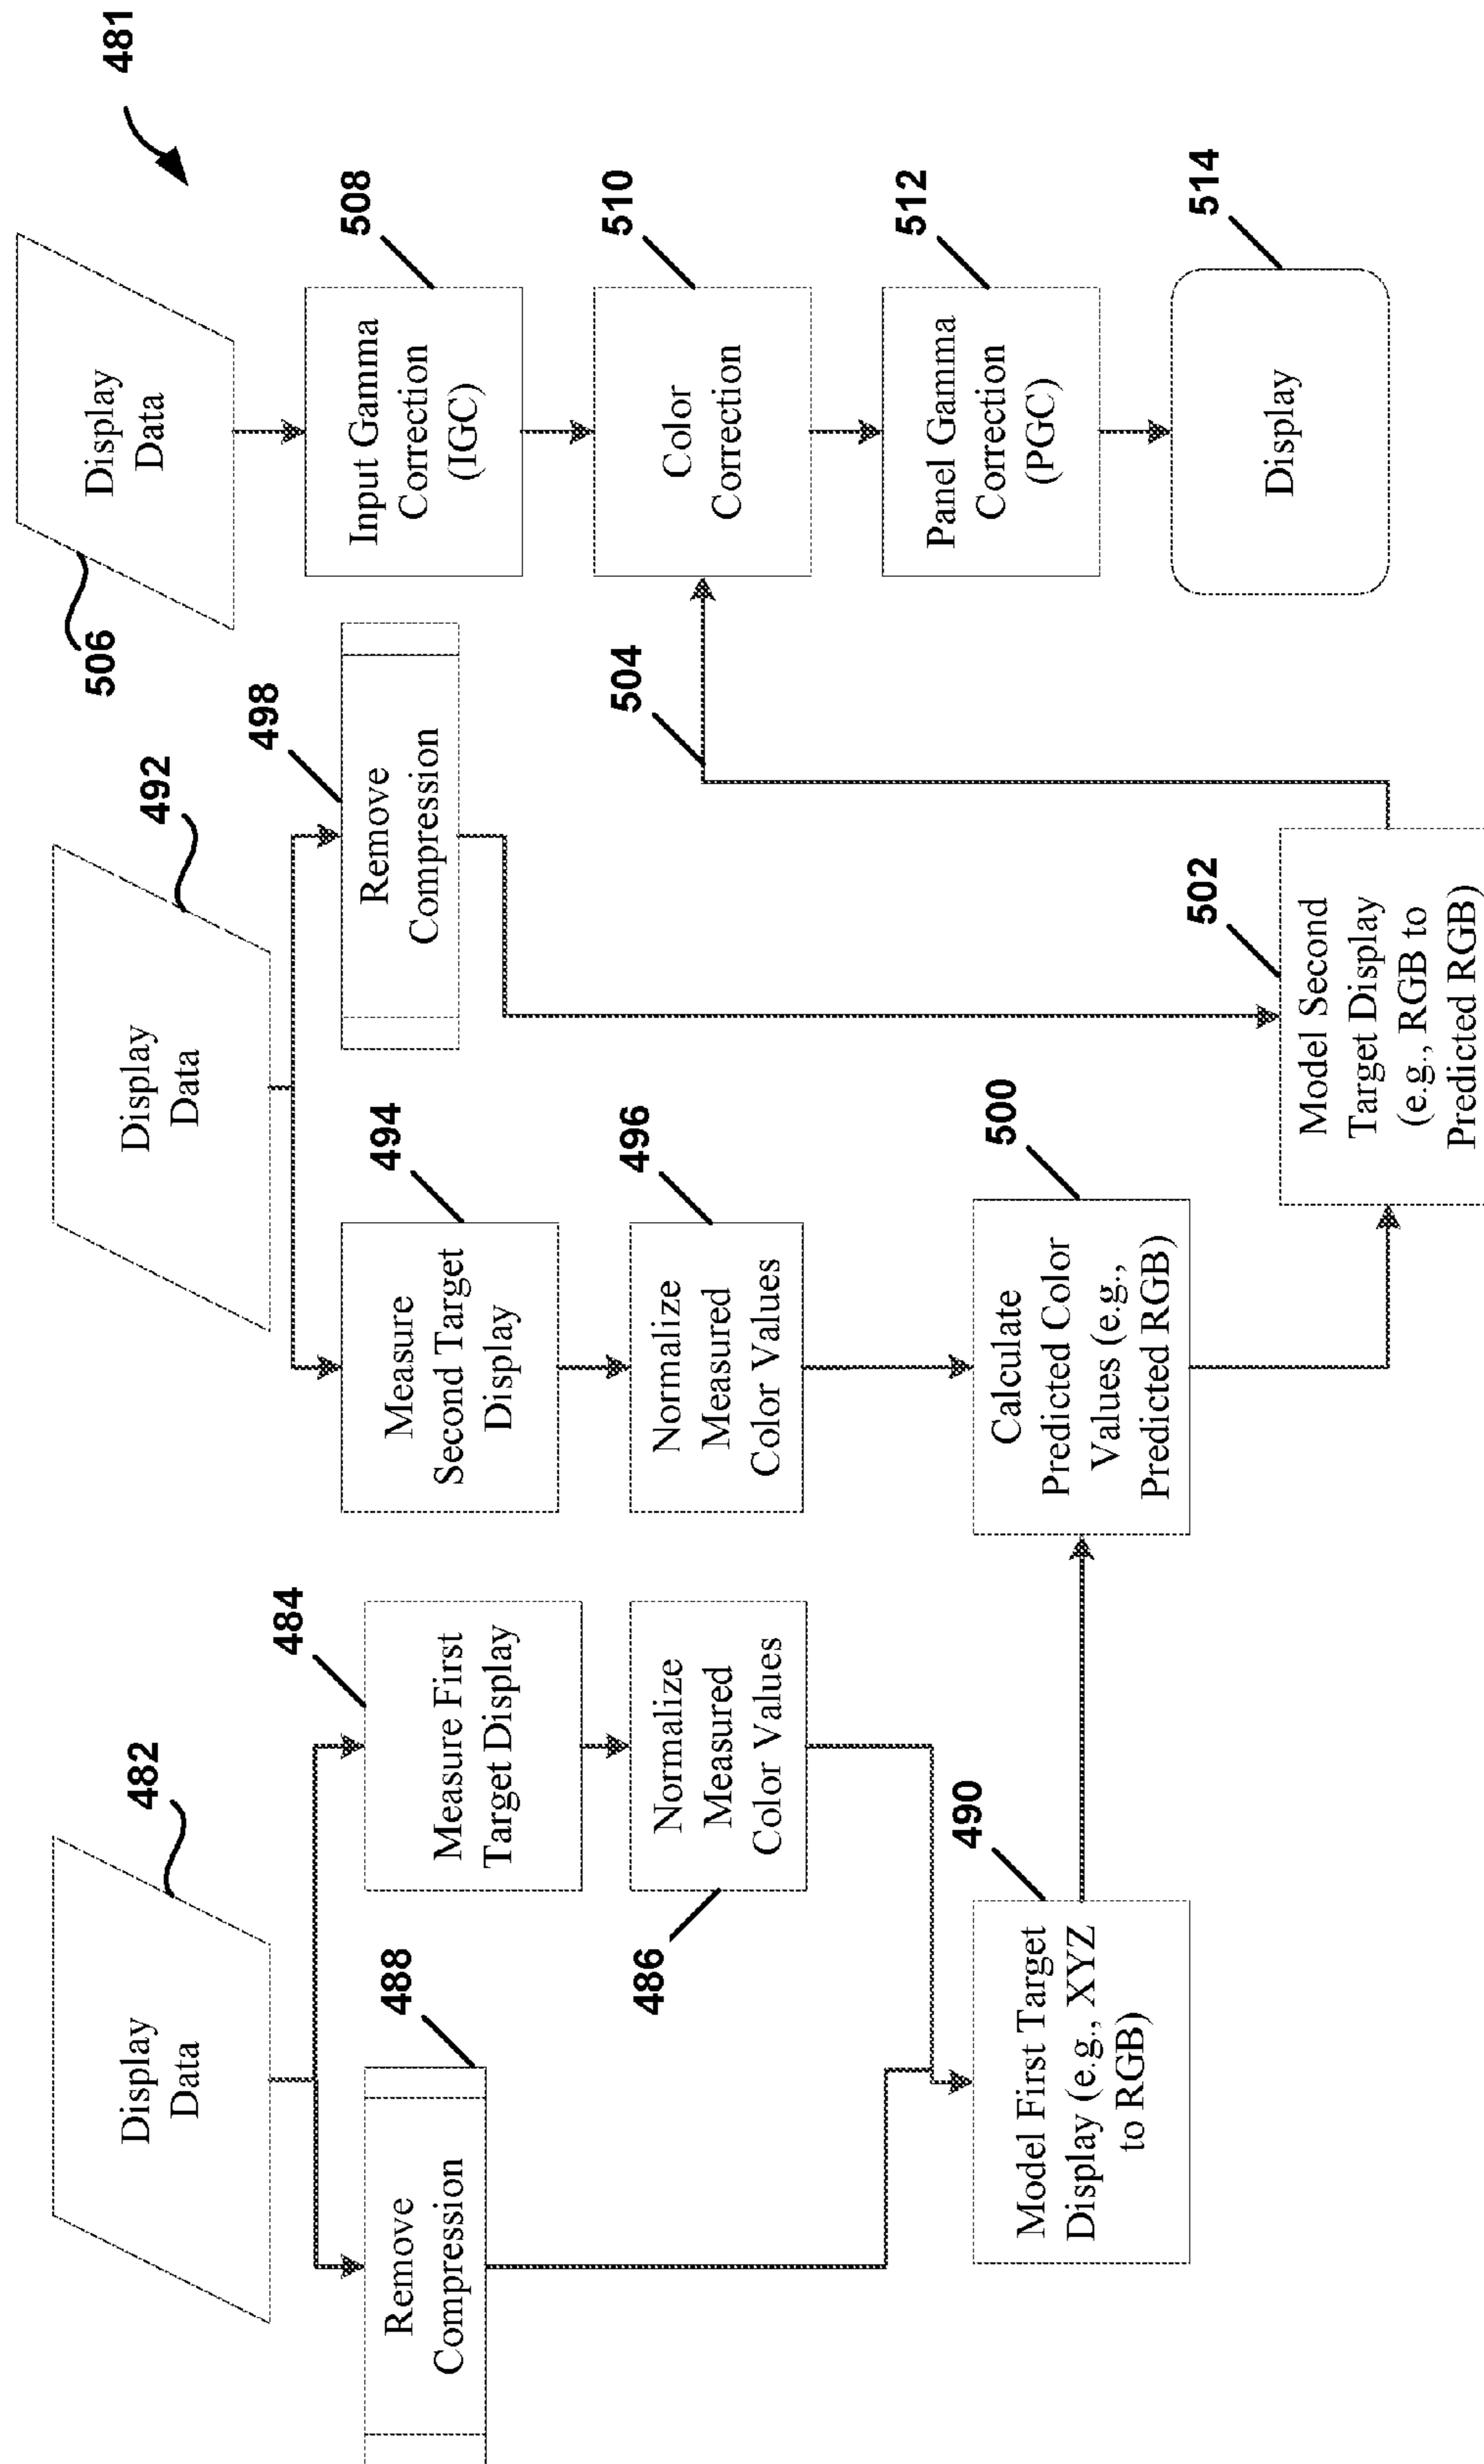 481
482
Display
Data
488
Remove
Compression
484
Measure First
Target Display
486
Normalize
Measured
Color Values
490
Model First Target
Display (e.g., XYZ
to RGB)
492
Display
Data
494
Measure
Second Target
Display
496
Normalize
Measured
Color Values
498
Remove
Compression
500
Calculate
Predicted Color
Values (e.g.,
Predicted RGB)
502
Model Second
Target Display
(e.g., RGB to
Predicted RGB)
504
506
Display
Data
508
Input Gamma
Correction
(IGC)
510
Color
Correction
512
Panel Gamma
Correction
(PGC)
514
Display